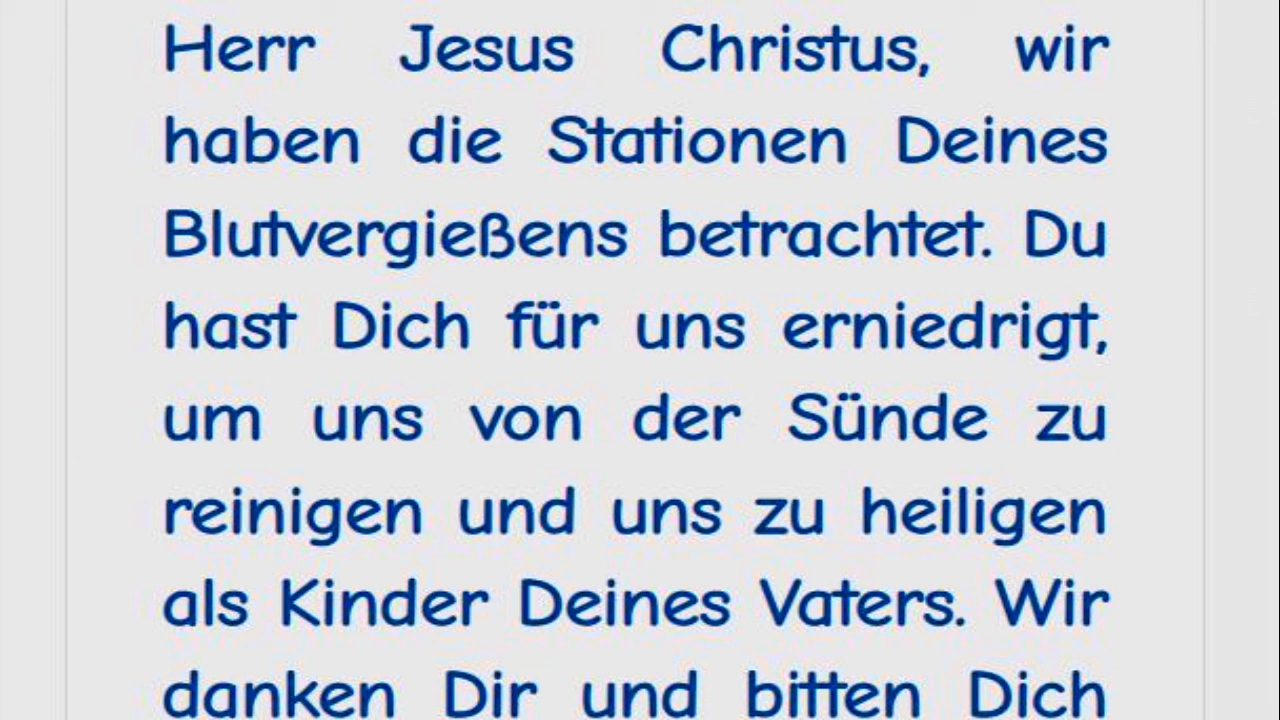 Herr Jesus Christus, wir
haben die Stationen Deines
Blutvergießens betrachtet. Du
hast Dich für uns erniedrigt,
um uns von der Sünde zu
reinigen und uns zu heiligen
als Kinder Deines Vaters. Wir
danken Dir und bitten Dich